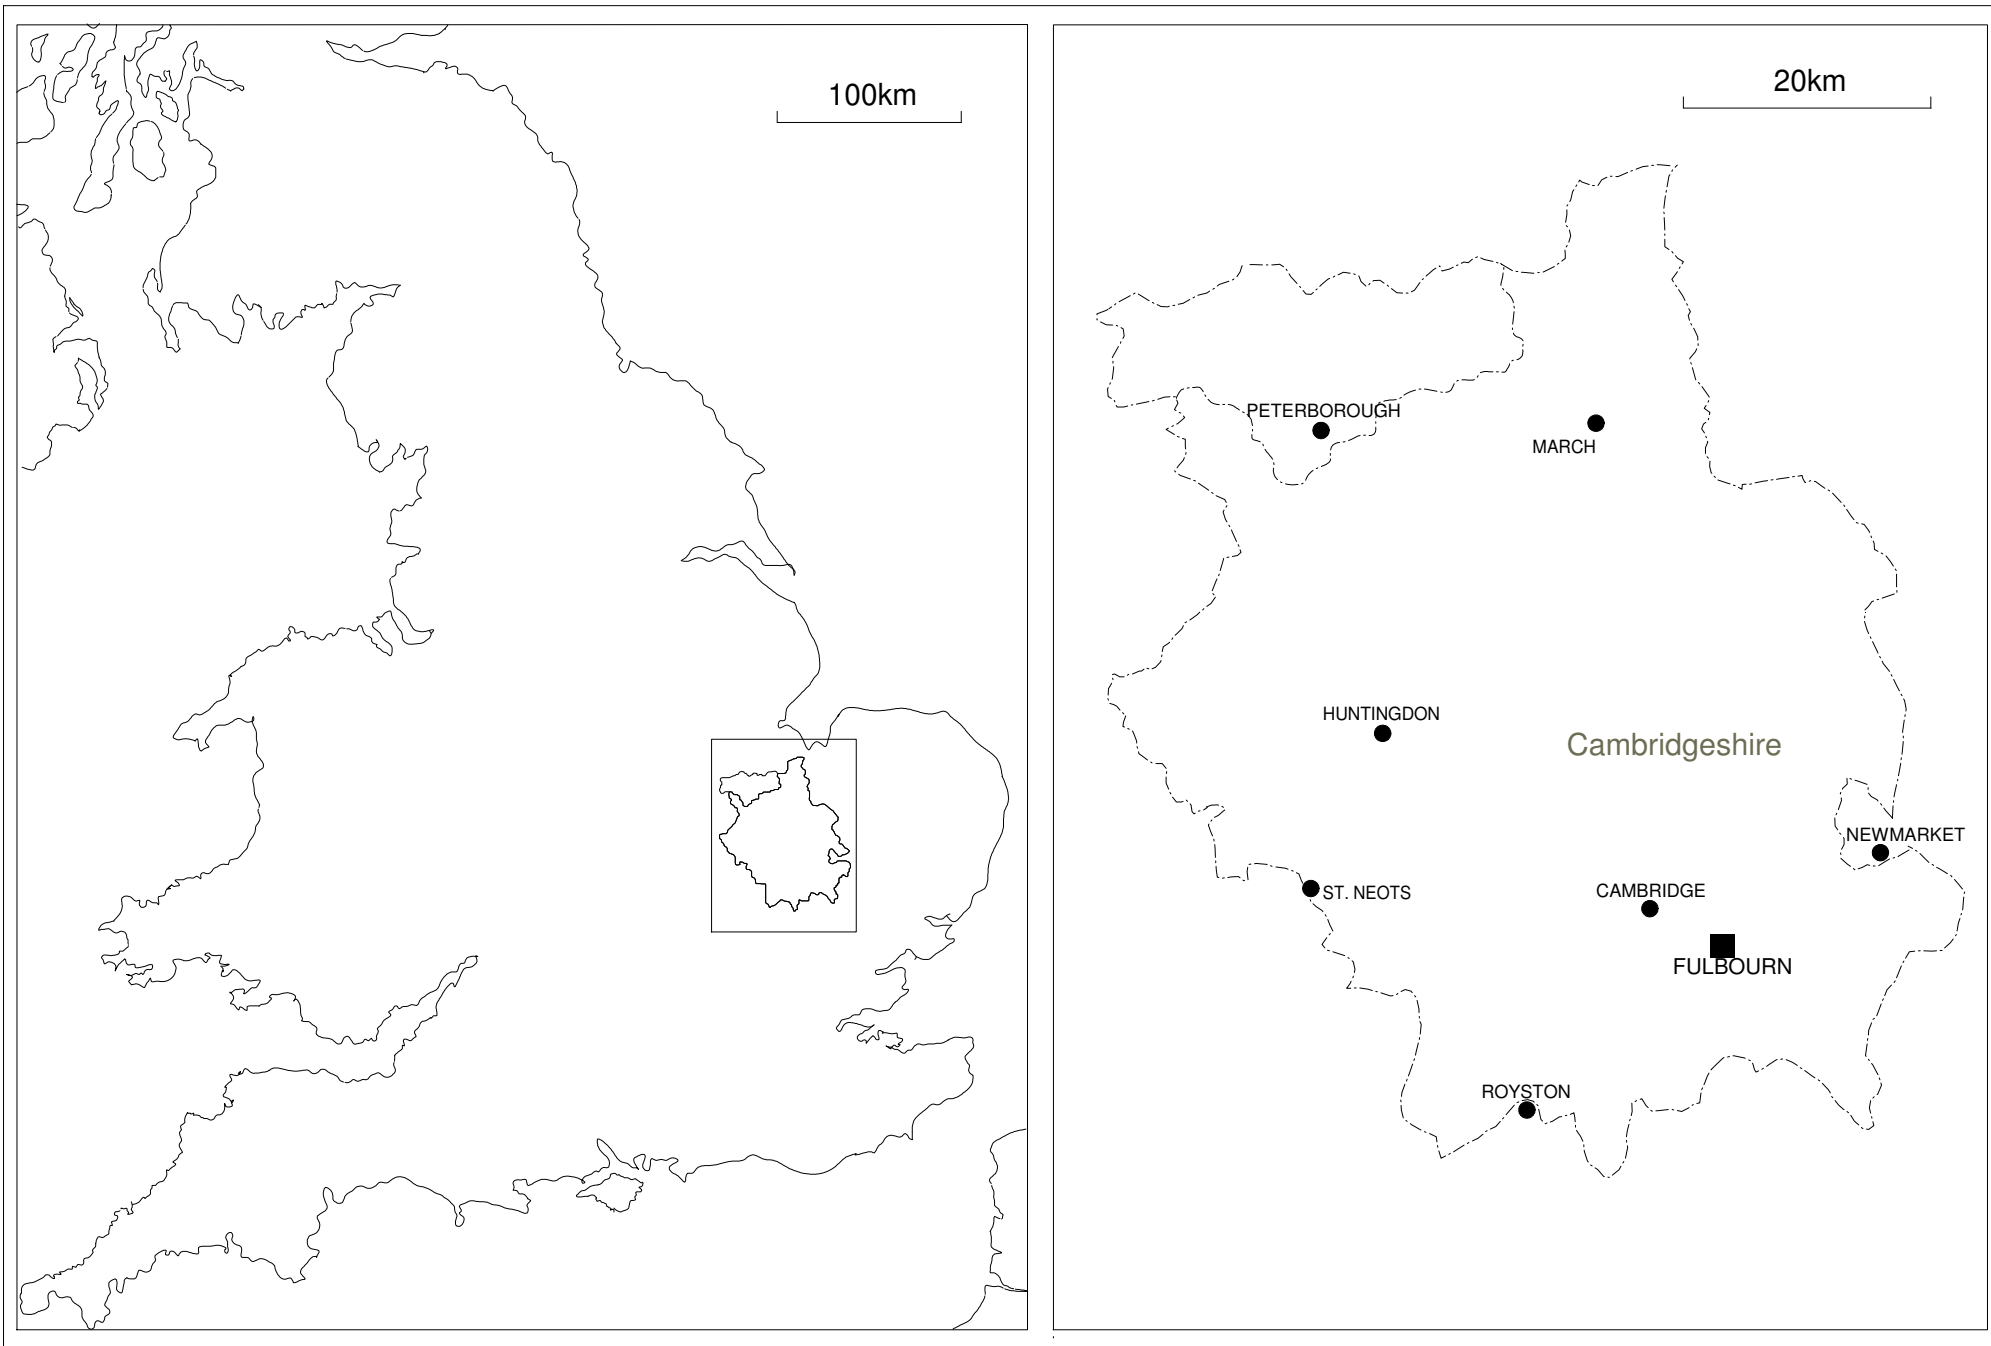 100km
20km
PETERBOROUGH
MARCH
HUNTINGDON
Cambridgeshire
NEWMARKET
ST. NEOTS
CAMBRIDGE
FULBOURN
ROYSTON